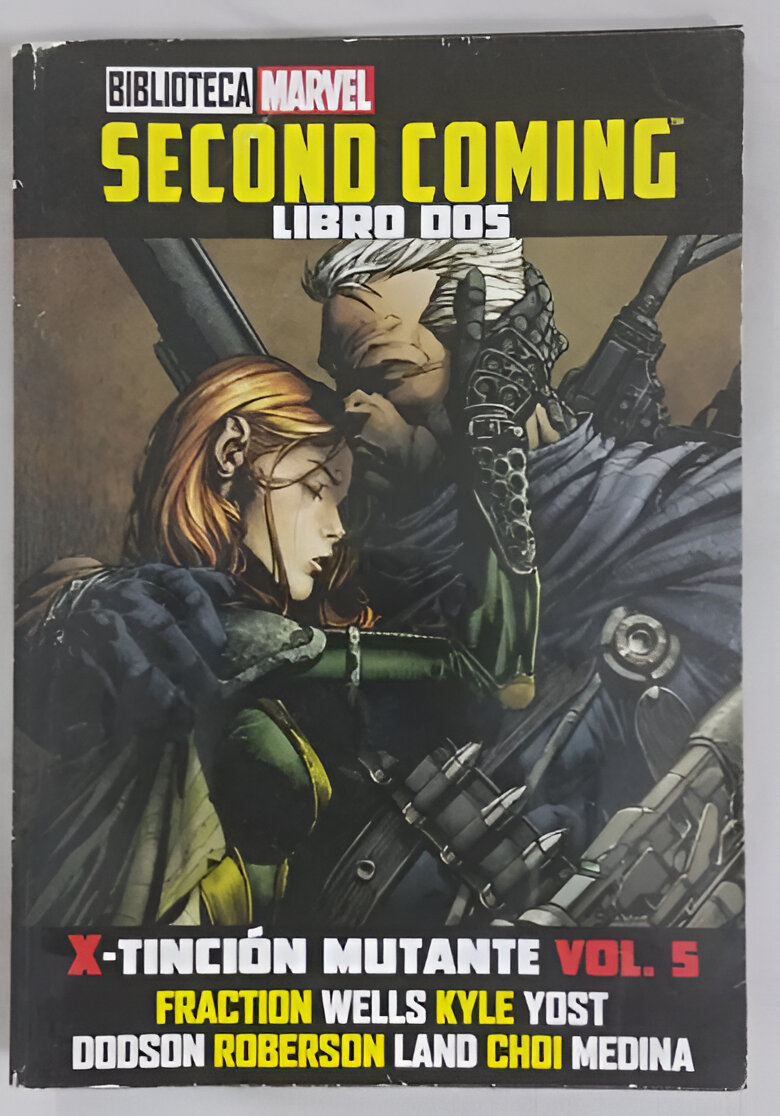 BIBLIOTECA MARVEL
SECOND COMING
LIBRO DOS
X-TINCIÓN MUTANTE VOL. 5
FRACTION WELLS KYLE YOST
DODSON ROBERSON LAND CHOI MEDINA